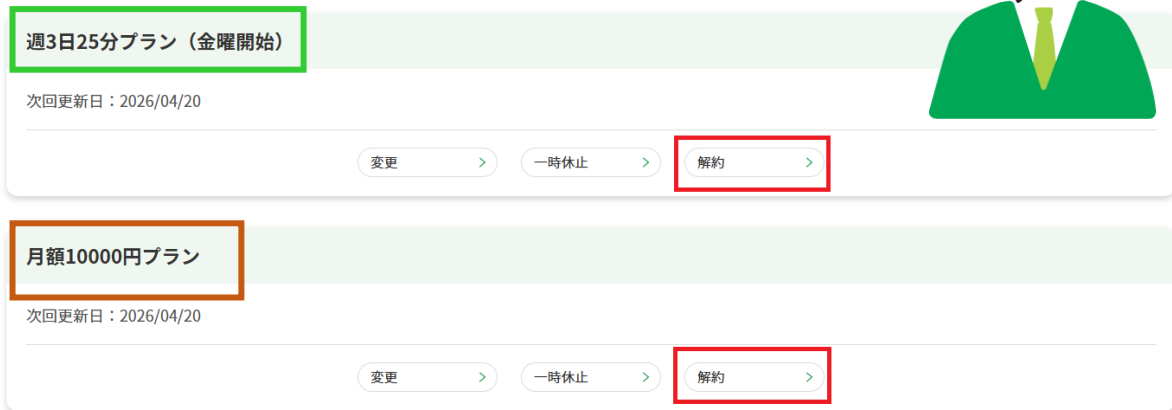 週3日25分プラン（金曜開始）
次回更新日：2026/04/20
変更
一時休止
解約
月額10000円プラン
次回更新日：2026/04/20
変更
一時休止
解約